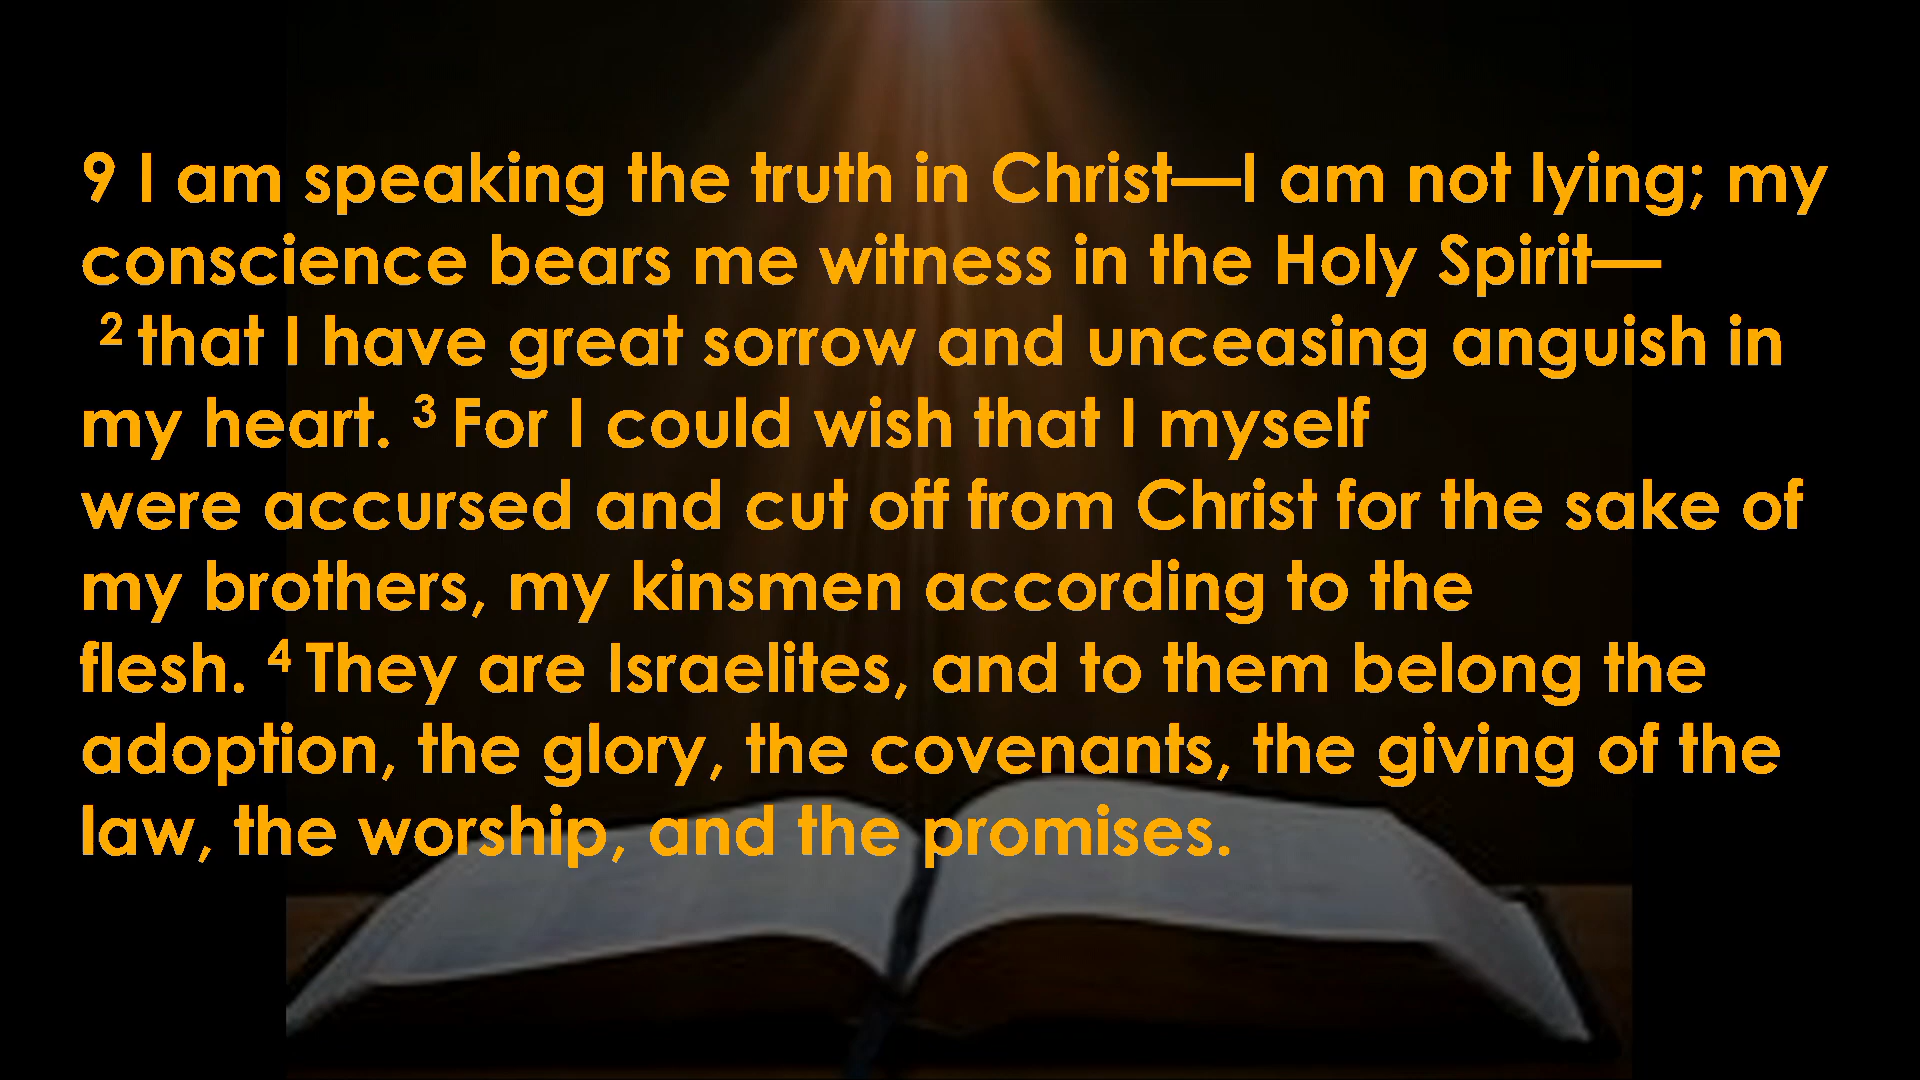 9 I am speaking the truth in Christ—I am not lying; my
conscience bears me witness in the Holy Spirit—
2 that I have great sorrow and unceasing anguish in
my heart. 3 For I could wish that I myself
were accursed and cut off from Christ for the sake of
my brothers, my kinsmen according to the
flesh. 4 They are Israelites, and to them belong the
adoption, the glory, the covenants, the giving of the
law, the worship, and the promises.